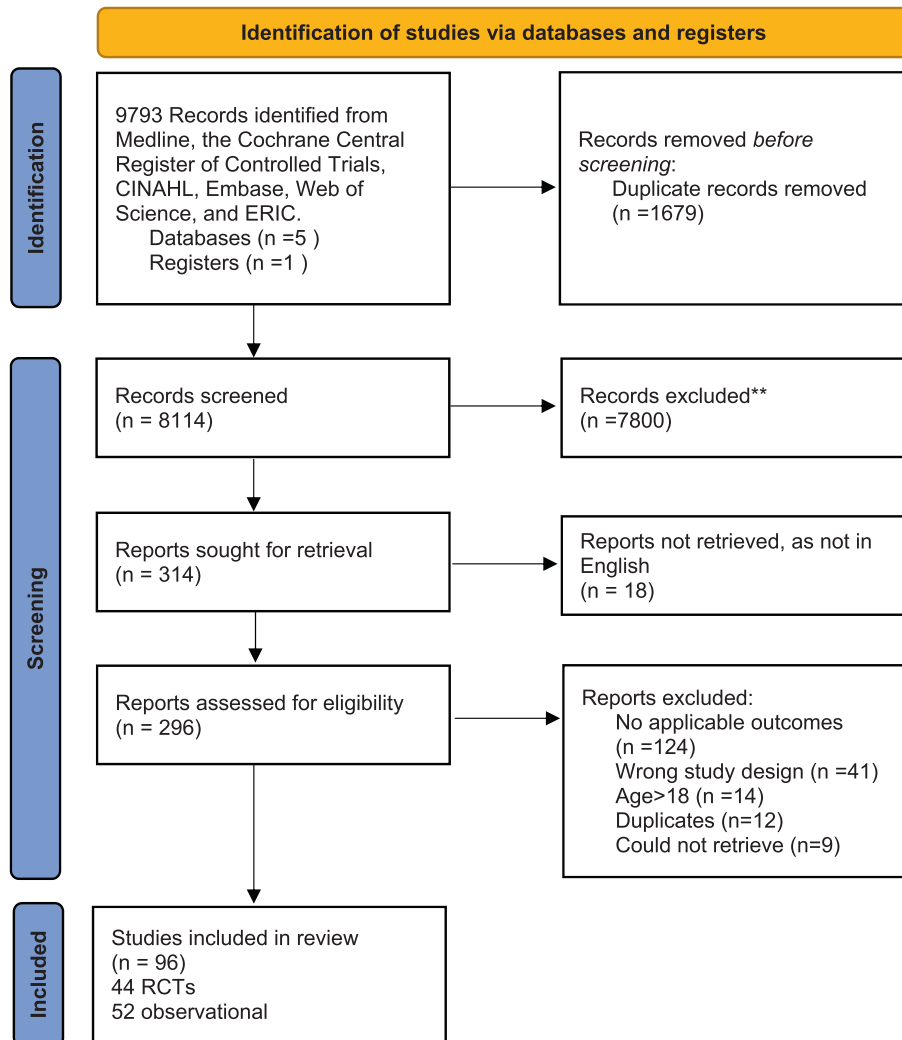 Identification of studies via databases and registers
Identification
9793 Records identified from
Medline, the Cochrane Central
Register of Controlled Trials,
CINAHL, Embase, Web of
Science, and ERIC.
Databases (n =5 )
Registers (n =1 )
Records removed before
screening:
Duplicate records removed
(n =1679)
Screening
Records screened
(n = 8114)
Records excluded**
(n =7800)
Reports sought for retrieval
(n = 314)
Reports not retrieved, as not in
English
(n = 18)
Reports assessed for eligibility
(n = 296)
Reports excluded:
No applicable outcomes
(n =124)
Wrong study design (n =41)
Age>18 (n =14)
Duplicates (n=12)
Could not retrieve (n=9)
Included
Studies included in review
(n = 96)
44 RCTs
52 observational